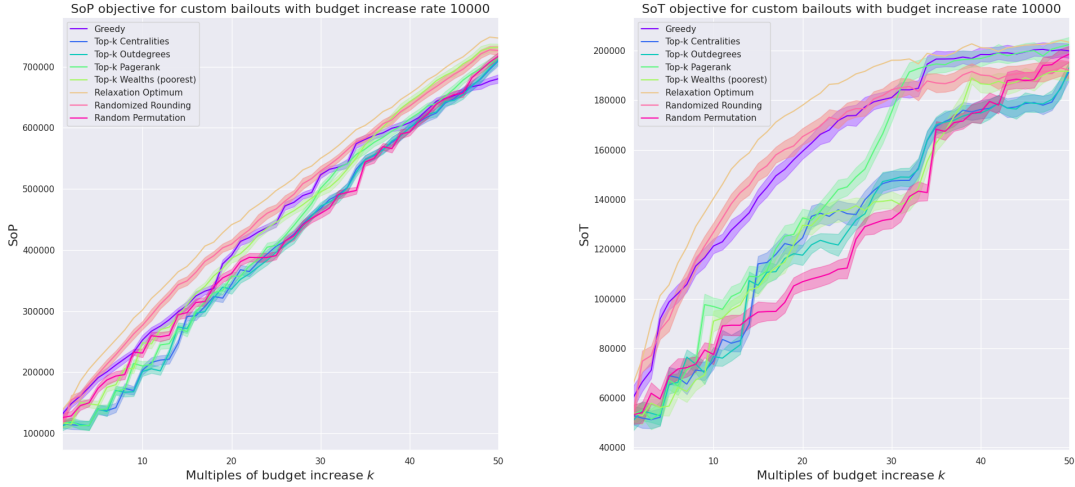 SoP objective for custom bailouts with budget increase rate 10000
Greedy
Top-k Centralities
Top-k Outdegrees
Top-k Pagerank
Top-k Wealths (poorest)
Relaxation Optimum
Randomized Rounding
Random Permutation
700000
600000
500000
400000
300000
200000
100000
SoP
10
20
30
40
50
Multiples of budget increase k
SoT objective for custom bailouts with budget increase rate 10000
Greedy
Top-k Centralities
Top-k Outdegrees
Top-k Pagerank
Top-k Wealths (poorest)
Relaxation Optimum
Randomized Rounding
Random Permutation
200000
180000
160000
140000
120000
100000
80000
60000
40000
SoT
10
20
30
40
50
Multiples of budget increase k